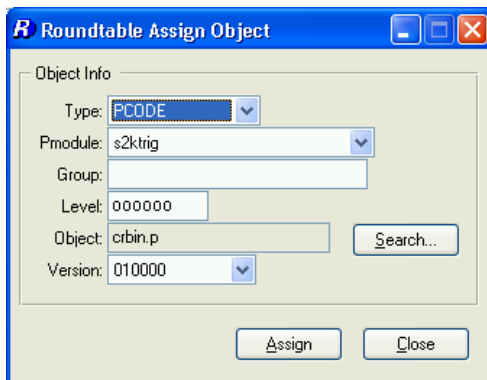 R Roundtable Assign Object
Object Info
Type: PCODE
Pmodule: s2ktrig
Group:
Level: 000000
Object: crbin.p
Search...
Version: 010000
Assign Close